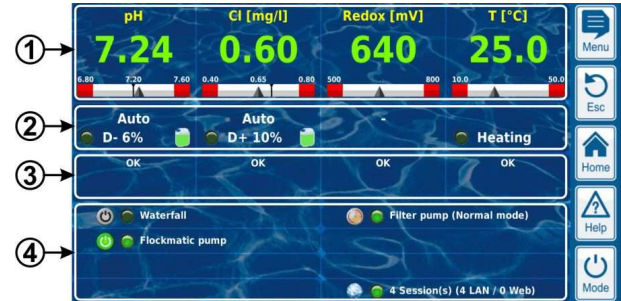 pH Cl [mg/l] Redox [mV] T [°C]
7.24 0.60 640 25.0
6.80 7.20 7.60 0.40 0.65 0.80 500 800 10.0 50.0
Auto Auto -
D- 6% D+ 10% Heating
OK OK OK OK
Waterfall Filter pump (Normal mode)
Flockmatic pump
4 Session(s) (4 LAN / 0 Web)
1
2
3
4
Menu
Esc
Home
Help
Mode